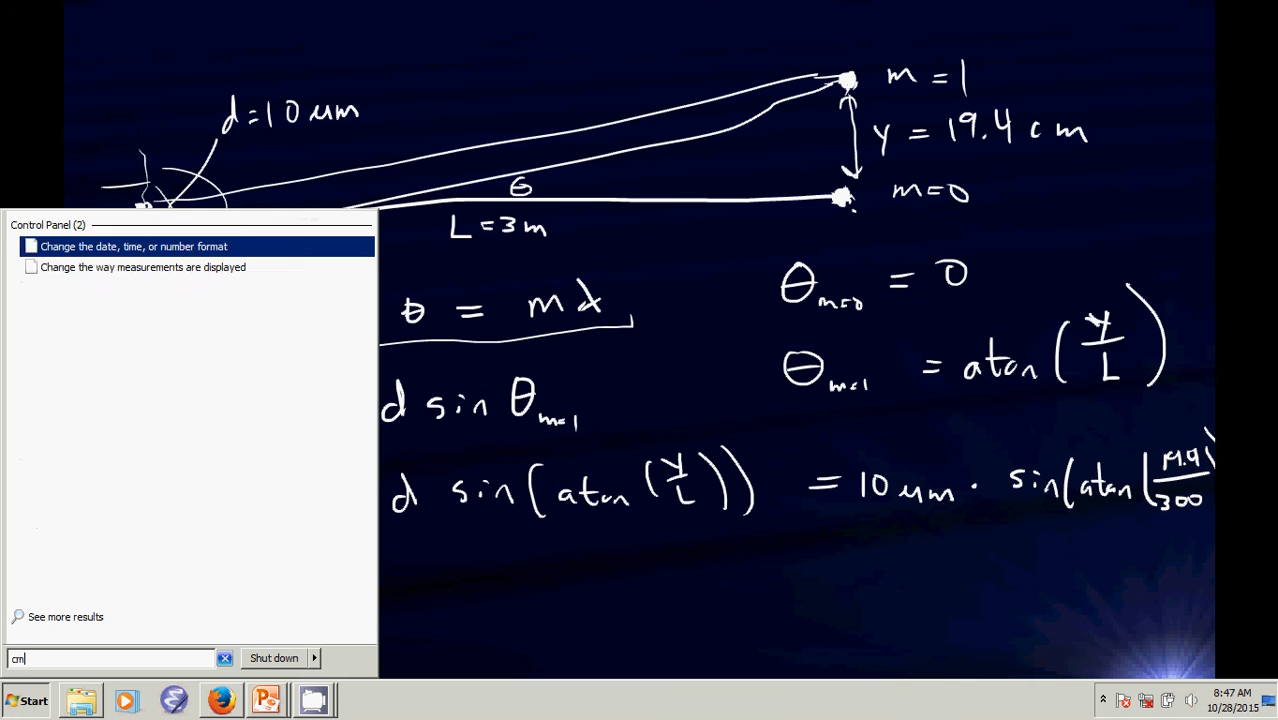 m = 1
d = 10 um
y = 19.4 cm
m=0
θ
L = 3 m
Control Panel (2)
Change the date, time, or number format
Change the way measurements are displayed
θ = mλ
θm=0 = 0
θm=1 = atan(y/L)
d sin θm=1
d sin(atan(y/L)) = 10 um · sin(atan(19.4/300)
See more results
cm
Shut down
Start
8:47 AM
10/28/2015